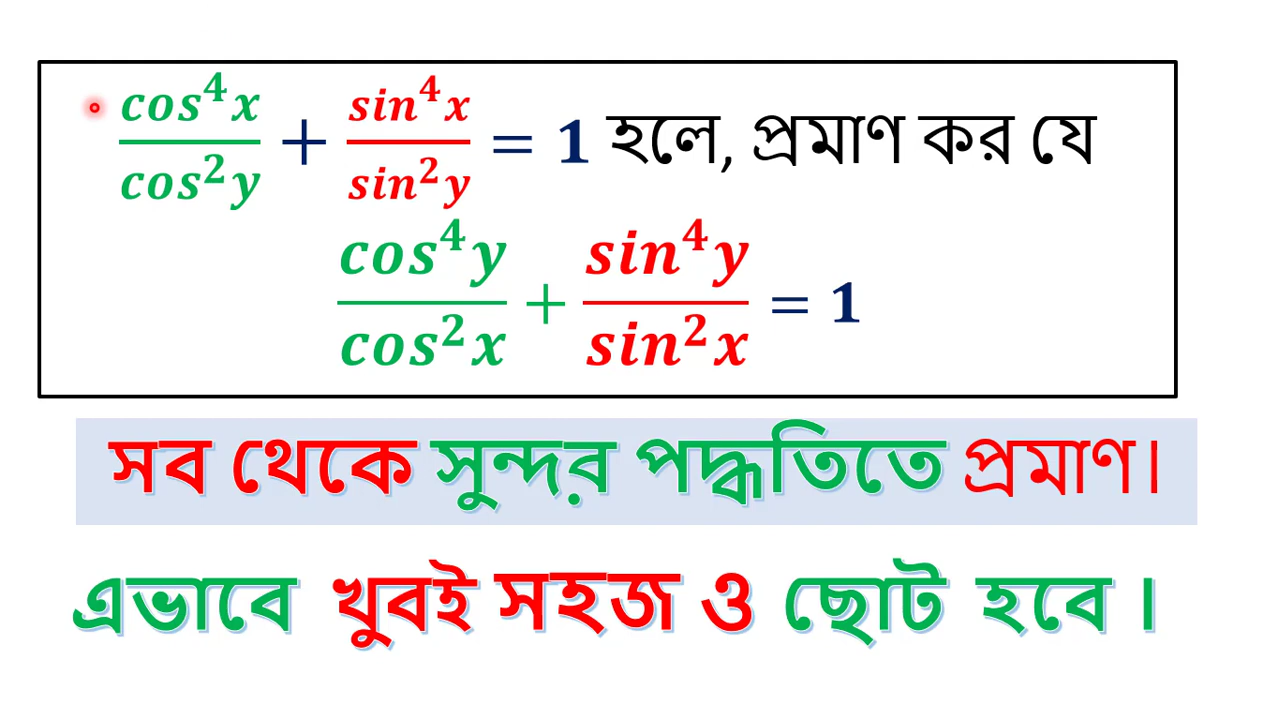 cos⁴x/cos²y + sin⁴x/sin²y = 1 হলে, প্রমাণ কর যে
cos⁴y/cos²x + sin⁴y/sin²x = 1
সব থেকে সুন্দর পদ্ধতিতে প্রমাণ।
এভাবে খুবই সহজ ও ছোট হবে ।